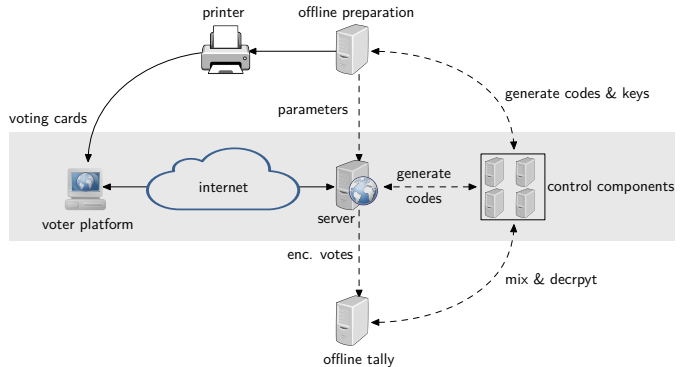 printer
offline preparation
generate codes & keys
parameters
voting cards
internet
generate
codes
control components
server
voter platform
enc. votes
mix & decrpyt
offline tally